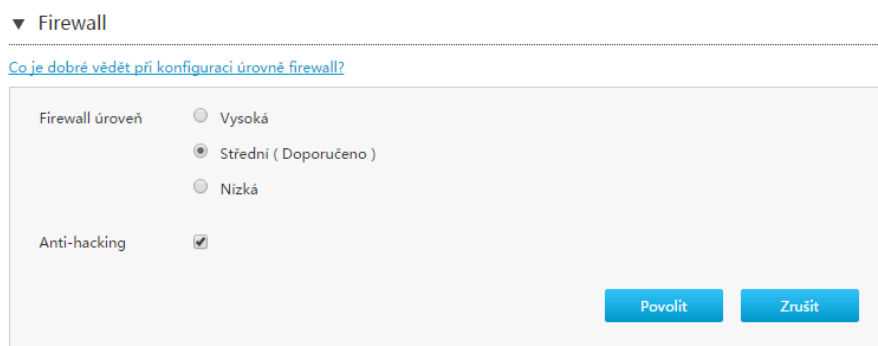 Firewall
Co je dobré vědět při konfiguraci úrovně firewall?
Firewall úroveň
Vysoká
Střední ( Doporučeno )
Nízká
Anti-hacking
Povolit
Zrušit